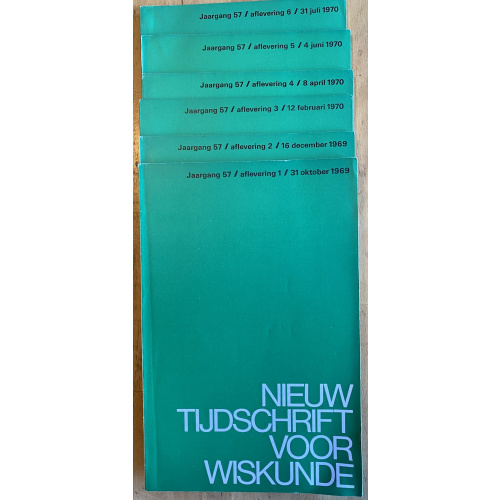 Jaargang 57 / aflevering 6 / 31 juli 1970
Jaargang 57 / aflevering 5 / 4 juni 1970
Jaargang 57 / aflevering 4 / 8 april 1970
Jaargang 57 / aflevering 3 / 12 februari 1970
Jaargang 57 / aflevering 2 / 16 december 1969
Jaargang 57 / aflevering 1 / 31 oktober 1969
NIEUW
TIJDSCHRIFT
VOOR
WISKUNDE